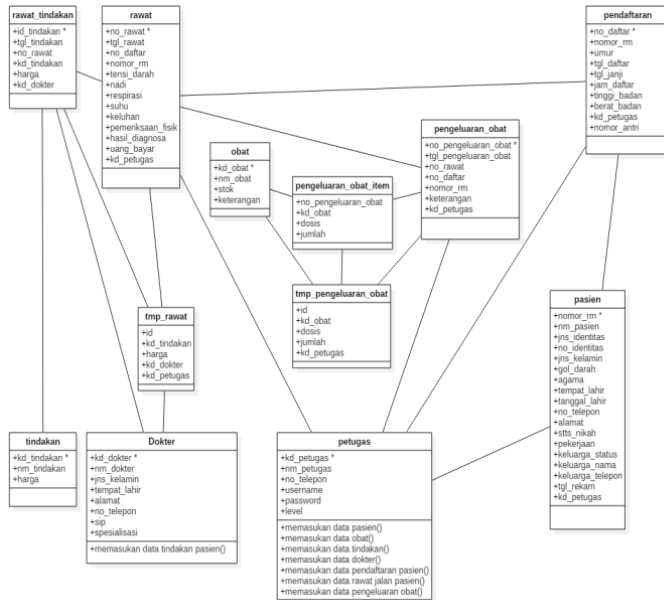 rawat_tindakan
+id_tindakan *
+tgl_tindakan
+no_rawat
+kd_tindakan
+harga
+kd_dokter
rawat
+no_rawat *
+tgl_rawat
+no_daftar
+nomor_rm
+tensi_darah
+nadi
+respirasi
+suhu
+keluhan
+pemeriksaan_fisik
+hasil_diagnosa
+uang_bayar
+kd_petugas
pendaftaran
+no_daftar *
+nomor_rm
+umur
+tgl_daftar
+tgl_janji
+jam_daftar
+tinggi_badan
+berat_badan
+kd_petugas
+nomor_antri
obat
+kd_obat *
+nm_obat
+stok
+keterangan
pengeluaran_obat_item
+no_pengeluaran_obat
+kd_obat
+dosis
+jumlah
pengeluaran_obat
+no_pengeluaran_obat *
+tgl_pengeluaran_obat
+no_rawat
+no_daftar
+nomor_rm
+keterangan
+kd_petugas
tmp_rawat
+id
+kd_tindakan
+harga
+kd_dokter
+kd_petugas
tmp_pengeluaran_obat
+id
+kd_obat
+dosis
+jumlah
+kd_petugas
pasien
+nomor_rm *
+nm_pasien
+jns_identitas
+no_identitas
+jns_kelamin
+gol_darah
+agama
+tempat_lahir
+tanggal_lahir
+no_telepon
+alamat
+stts_nikah
+pekerjaan
+keluarga_status
+keluarga_nama
+keluarga_telepon
+tgl_rekam
+kd_petugas
tindakan
+kd_tindakan *
+nm_tindakan
+harga
Dokter
+kd_dokter *
+nm_dokter
+jns_kelamin
+tempat_lahir
+alamat
+no_telepon
+sip
+spesialisasi
+memasukan data tindakan pasien()
petugas
+kd_petugas *
+nm_petugas
+no_telepon
+username
+password
+level
+memasukan data pasien()
+memasukan data obat()
+memasukan data tindakan()
+memasukan data dokter()
+memasukan data pendaftaran pasien()
+memasukan data rawat jalan pasien()
+memasukan data pengeluaran obat()